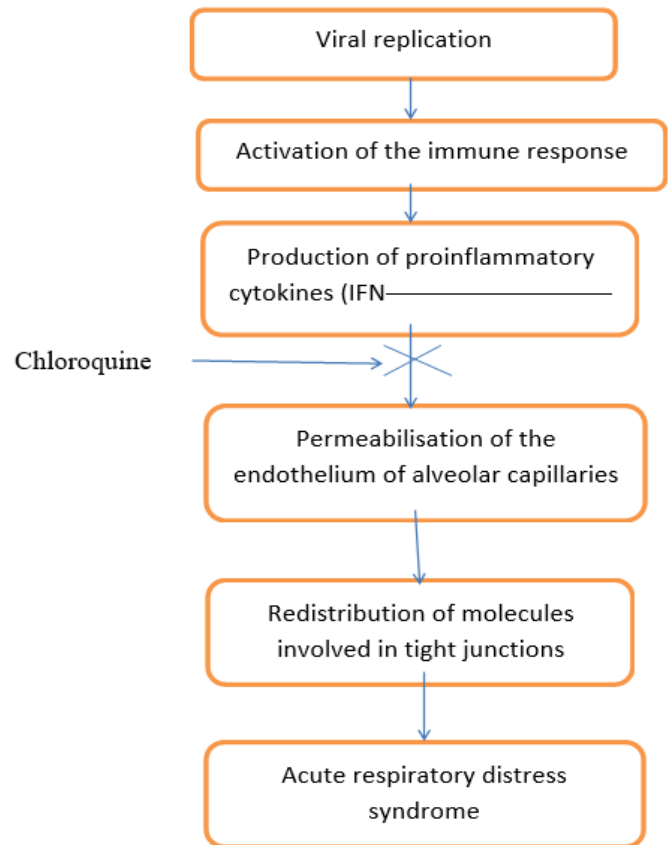 Viral replication
Activation of the immune response
Production of proinflammatory
cytokines (IFN
Chloroquine
Permeabilisation of the
endothelium of alveolar capillaries
Redistribution of molecules
involved in tight junctions
Acute respiratory distress
syndrome